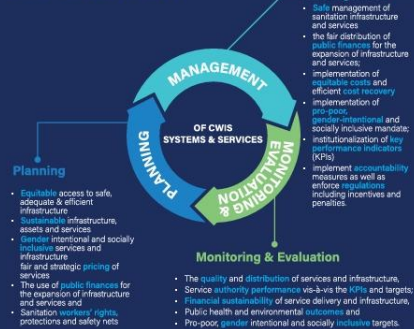 • Safe management of
sanitation infrastructure
and services
• the fair distribution of
public finances for the
expansion of infrastructure
and services;
• implementation of
equitable costs and
efficient cost recovery
• implementation of
pro-poor,
gender-intentional and
socially inclusive mandate;
• institutionalization of key
performance indicators
(KPIs)
• implement accountability
measures as well as
enforce regulations
including incentives and
penalties.
MANAGEMENT
MONITORING &
EVALUATION
PLANNING
OF CWIS
SYSTEMS & SERVICES
Planning
• Equitable access to safe,
adequate & efficient
infrastructure
• Sustainable infrastructure,
assets and services
• Gender intentional and socially
inclusive services and
infrastructure
fair and strategic pricing of
services
• The use of public finances for
the expansion of infrastructure
and services and
• Sanitation workers' rights,
protections and safety nets
Monitoring & Evaluation
• The quality and distribution of services and infrastructure,
• Service authority performance vis-à-vis the KPIs and targets;
• Financial sustainability of service delivery and infrastructure,
• Public health and environmental outcomes and
• Pro-poor, gender intentional and socially inclusive targets.